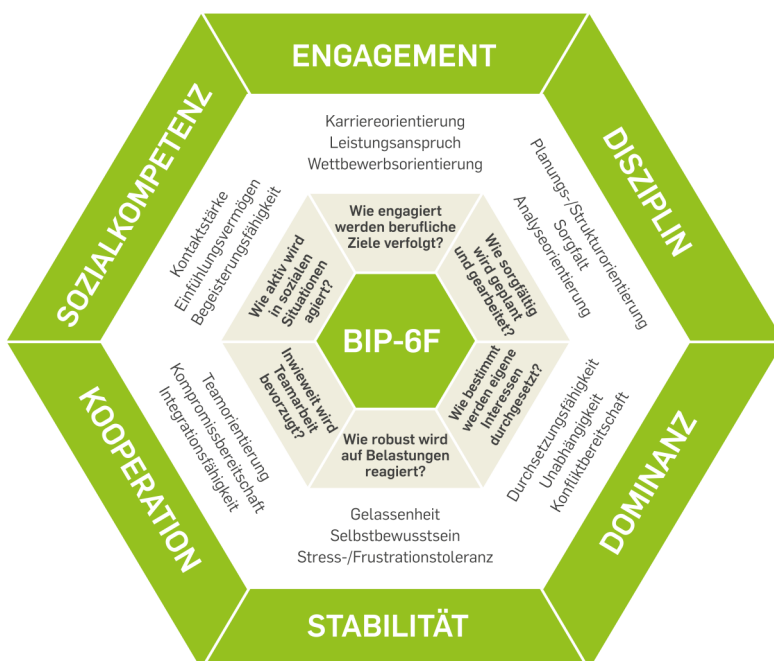 ENGAGEMENT
Karriereorientierung
Leistungsanspruch
Wettbewerbsorientierung
Wie engagiert
werden berufliche
Ziele verfolgt?
DISZIPLIN
Planungs-/Strukturorientierung
Sorgfalt
Analyseorientierung
Wie sorgfältig
wird geplant
und gearbeitet?
DOMINANZ
Durchsetzungsfähigkeit
Unabhängigkeit
Konfliktbereitschaft
Wie bestimmt
werden eigene
Interessen
durchgesetzt?
STABILITÄT
Gelassenheit
Selbstbewusstsein
Stress-/Frustrationstoleranz
Wie robust wird
auf Belastungen
reagiert?
KOOPERATION
Teamorientierung
Kompromissbereitschaft
Integrationsfähigkeit
Inwieweit wird
Teamarbeit
bevorzugt?
SOZIALKOMPETENZ
Kontaktstärke
Einfühlungsvermögen
Begeisterungsfähigkeit
Wie aktiv wird
in sozialen
Situationen
agiert?
BIP-6F